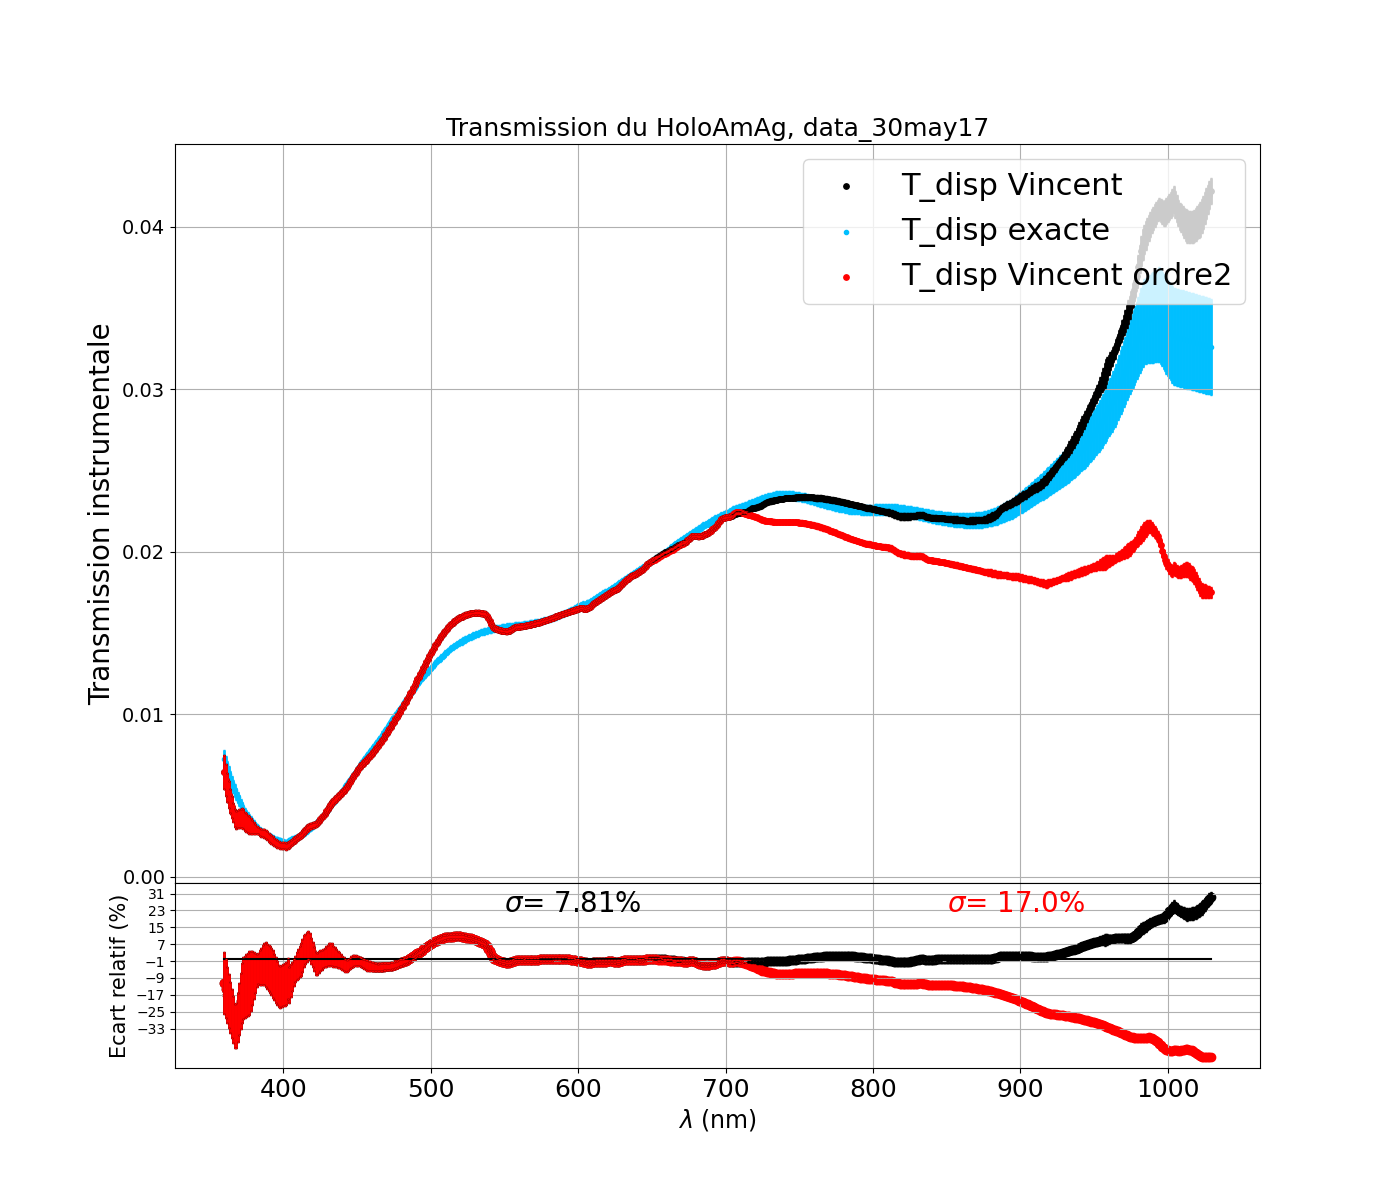 Transmission du HoloAmAg, data_30may17
T_disp Vincent
T_disp exacte
T_disp Vincent ordre2
Transmission instrumentale
0.04
0.03
0.02
0.01
0.00
Ecart relatif (%)
31
23
15
7
−1
−9
−17
−25
−33
σ= 7.81%
σ= 17.0%
400 500 600 700 800 900 1000
λ (nm)